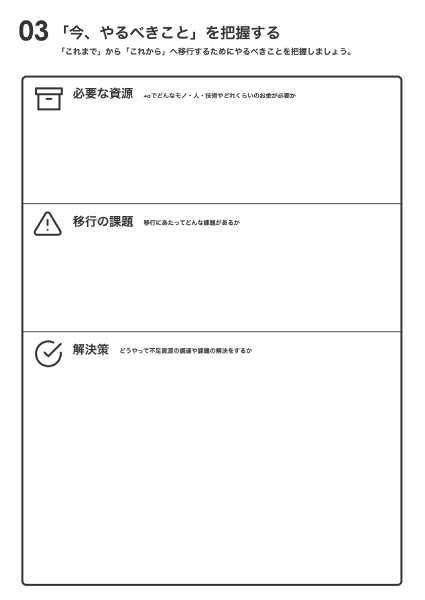 03 「今、やるべきこと」を把握する
「これまで」から「これから」へ移行するためにやるべきことを把握しましょう。
必要な資源 +αでどんなモノ・人・技術やどれくらいのお金が必要か
移行の課題 移行にあたってどんな課題があるか
解決策 どうやって不足資源の調達や課題の解決をするか